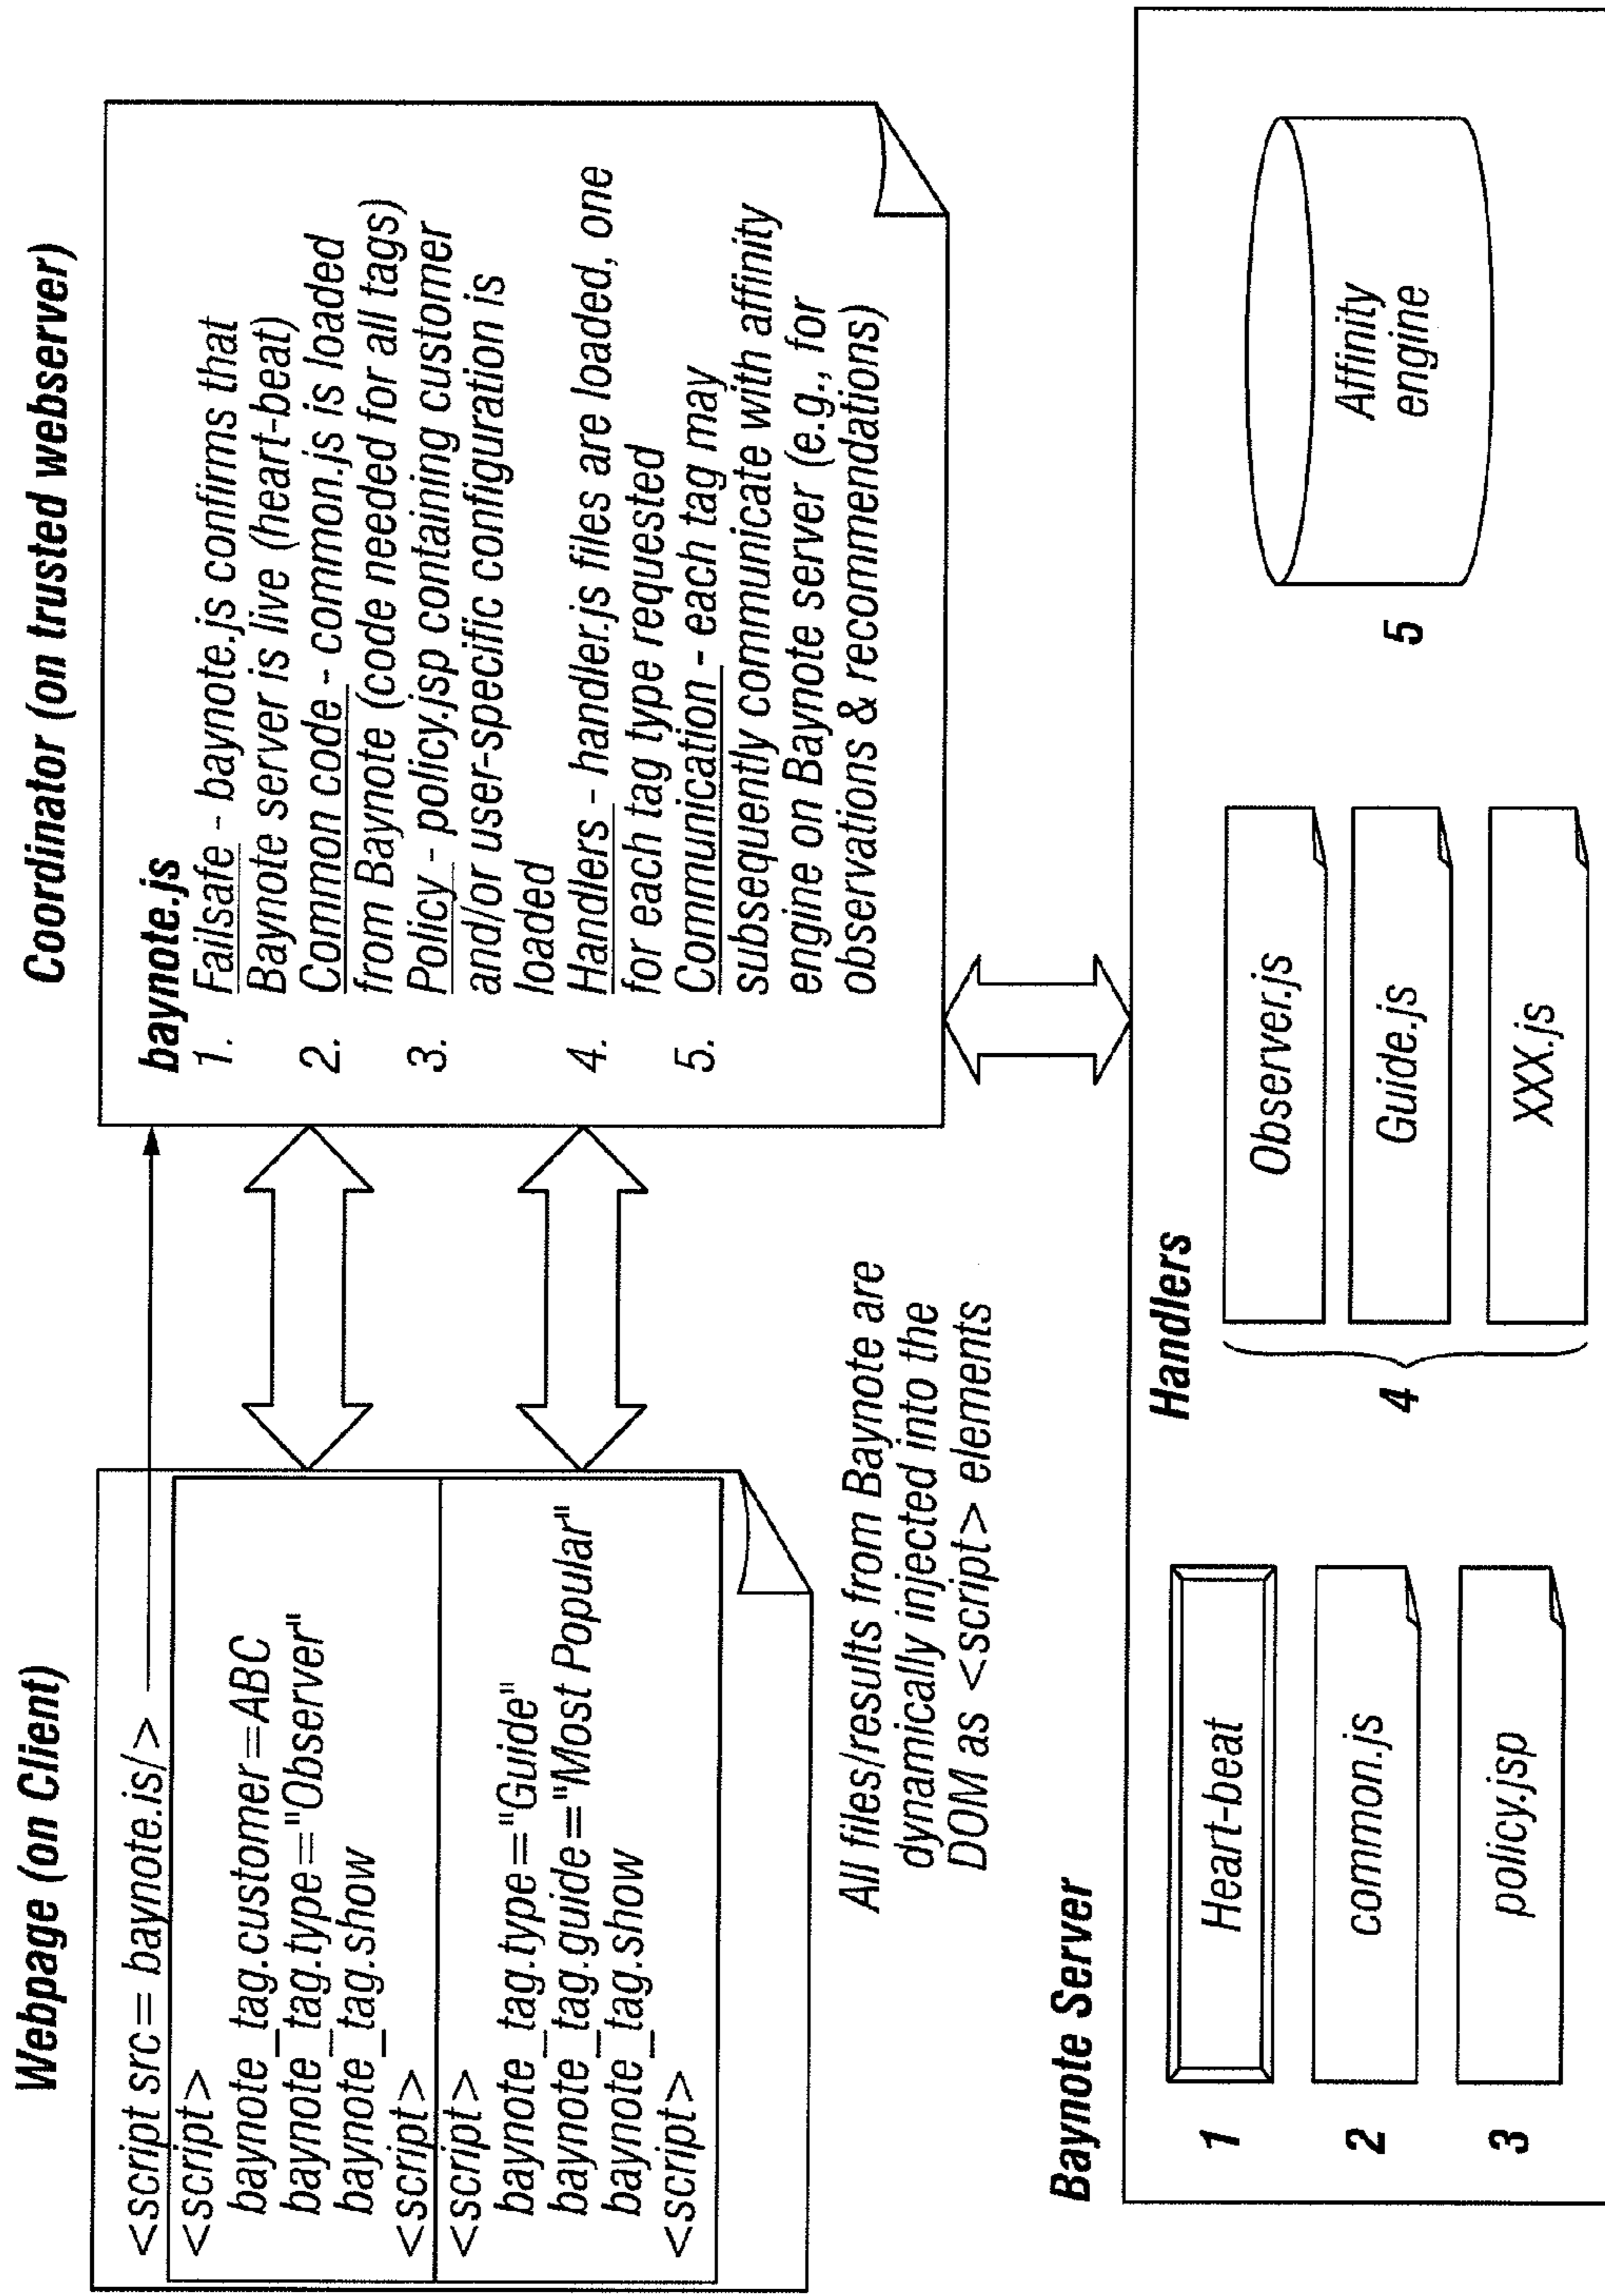 Webpage (on Client)
<script src= baynote.is/>
<script>
baynote_tag.customer=ABC
baynote_tag.type="Observer"
baynote_tag.show
<script>
<script>
baynote_tag.type="Guide"
baynote_tag.guide="Most Popular"
baynote_tag.show
<script>
Coordinator (on trusted webserver)
baynote.js
1. Failsafe - baynote.js confirms that
Baynote server is live (heart-beat)
2. Common code - common.js is loaded
from Baynote (code needed for all tags)
3. Policy - policy.jsp containing customer
and/or user-specific configuration is
loaded
4. Handlers - handler.js files are loaded, one
for each tag type requested
5. Communication - each tag may
subsequently communicate with affinity
engine on Baynote server (e.g., for
observations & recommendations)
All files/results from Baynote are
dynamically injected into the
DOM as <script> elements
Baynote Server
1 Heart-beat
2 common.js
3 policy.jsp
Handlers
4
Observer.js
Guide.js
XXX.js
5
Affinity
engine